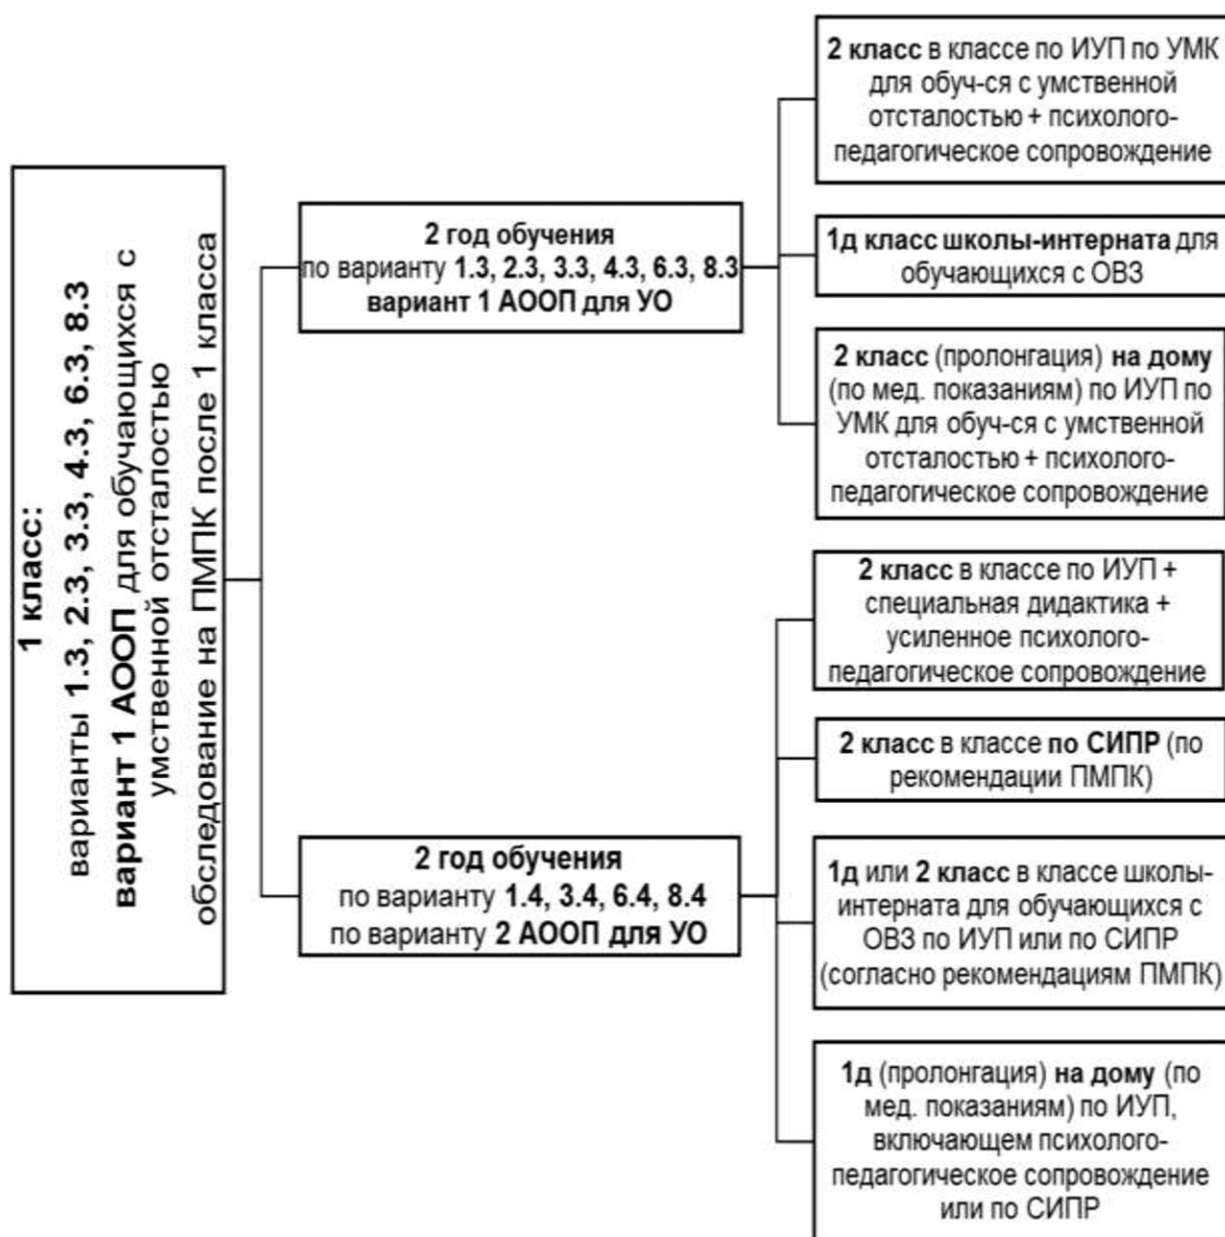 1 класс:
варианты 1.3, 2.3, 3.3, 4.3, 6.3, 8.3
вариант 1 АООП для обучающихся с
умственной отсталостью
обследование на ПМПК после 1 класса
2 год обучения
по варианту 1.3, 2.3, 3.3, 4.3, 6.3, 8.3
вариант 1 АООП для УО
2 класс в классе по ИУП по УМК
для обуч-ся с умственной
отсталостью + психолого-
педагогическое сопровождение
1д класс школы-интерната для
обучающихся с ОВЗ
2 класс (пролонгация) на дому
(по мед. показаниям) по ИУП по
УМК для обуч-ся с умственной
отсталостью + психолого-
педагогическое сопровождение
2 год обучения
по варианту 1.4, 3.4, 6.4, 8.4
по варианту 2 АООП для УО
2 класс в классе по ИУП +
специальная дидактика +
усиленное психолого-
педагогическое сопровождение
2 класс в классе по СИПР (по
рекомендации ПМПК)
1д или 2 класс в классе школы-
интерната для обучающихся с
ОВЗ по ИУП или по СИПР
(согласно рекомендациям ПМПК)
1д (пролонгация) на дому (по
мед. показаниям) по ИУП,
включающем психолого-
педагогическое сопровождение
или по СИПР